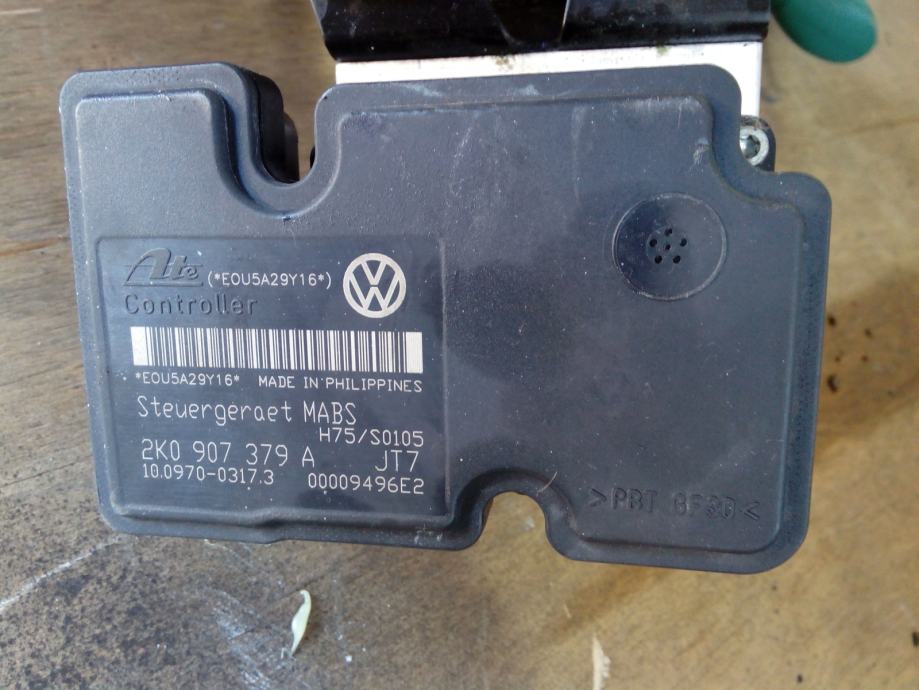 Ate (*EOU5A29Y16*)
Controller
*EOU5A29Y16* MADE IN PHILIPPINES
Steuergeraet MABS
H75/S0105
2K0 907 379 A JT7
10.0970-0317.3 00009496E2
>PBT GF30<